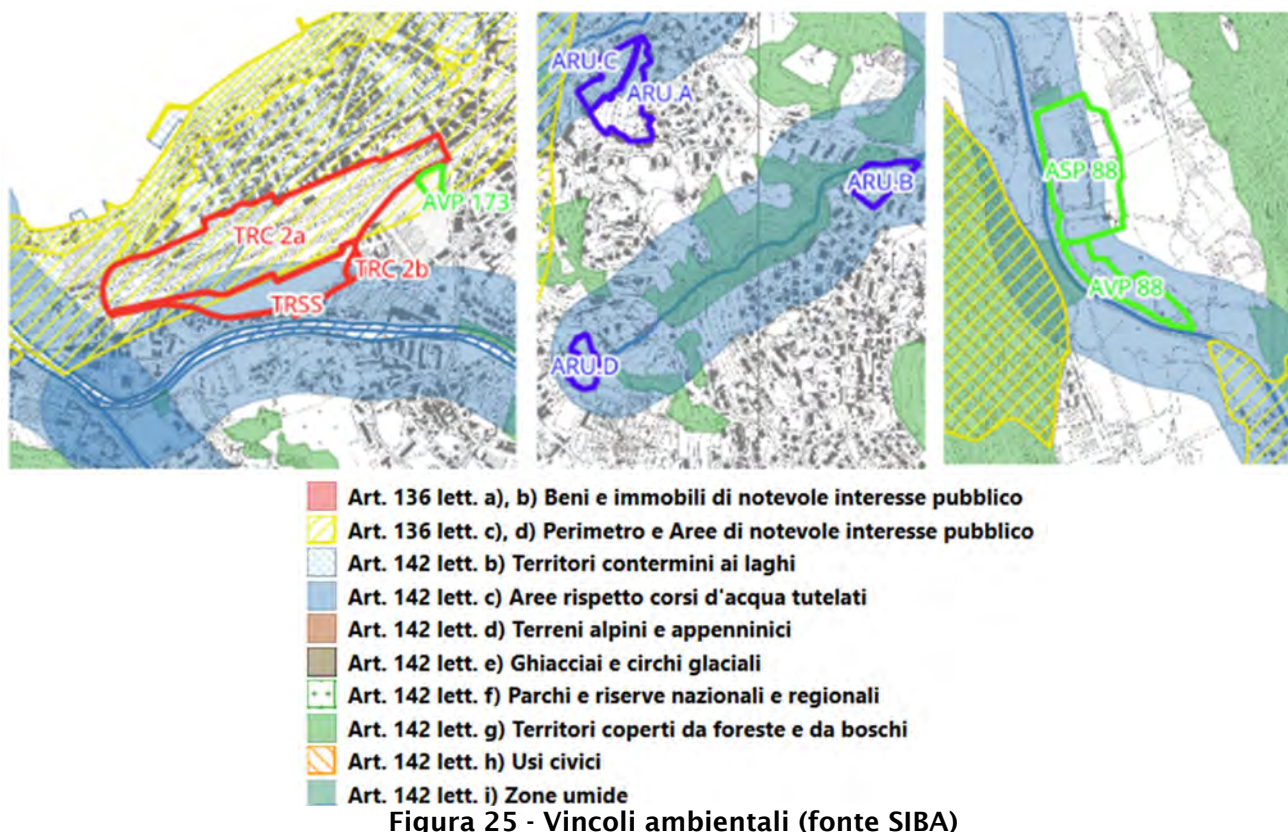 TRC 2a
AVP 173
TRC 2b
TRSS
ARU.C
ARU.A
ARU.B
ARU.D
ASP 88
AVP 88
Art. 136 lett. a), b) Beni e immobili di notevole interesse pubblico
Art. 136 lett. c), d) Perimetro e Aree di notevole interesse pubblico
Art. 142 lett. b) Territori contermini ai laghi
Art. 142 lett. c) Aree rispetto corsi d'acqua tutelati
Art. 142 lett. d) Terreni alpini e appenninici
Art. 142 lett. e) Ghiacciai e circhi glaciali
Art. 142 lett. f) Parchi e riserve nazionali e regionali
Art. 142 lett. g) Territori coperti da foreste e da boschi
Art. 142 lett. h) Usi civici
Art. 142 lett. i) Zone umide
Figura 25 - Vincoli ambientali (fonte SIBA)